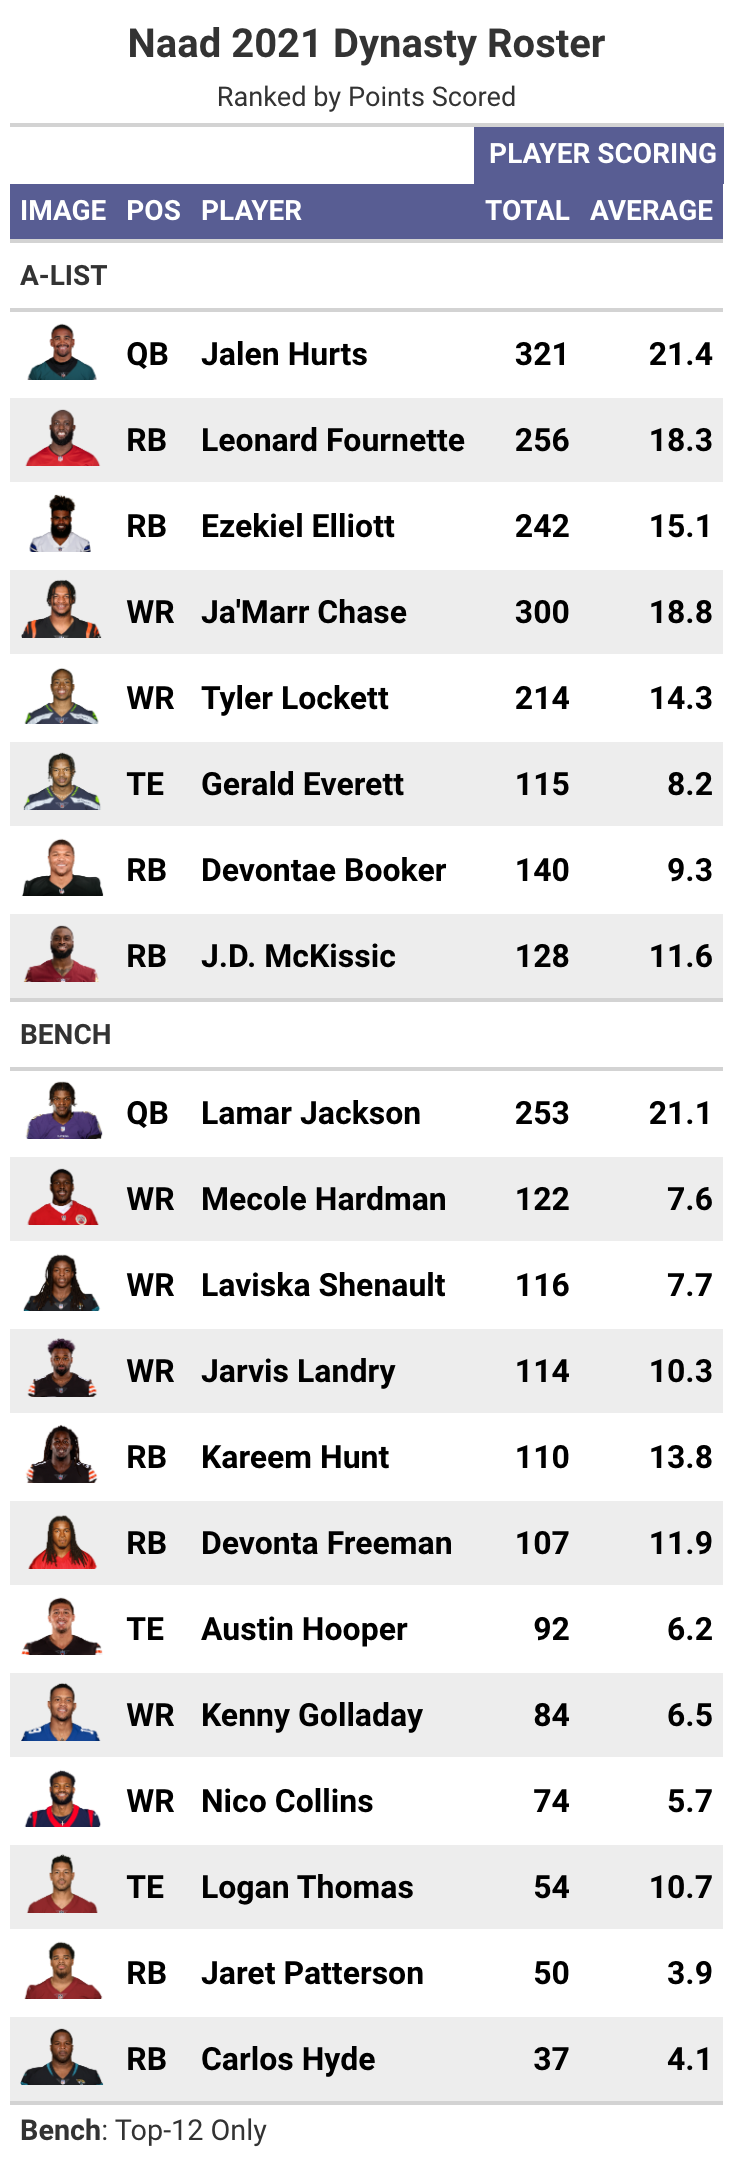 Naad 2021 Dynasty Roster
Ranked by Points Scored
PLAYER SCORING
IMAGE POS PLAYER TOTAL AVERAGE
A-LIST
QB Jalen Hurts 321 21.4
RB Leonard Fournette 256 18.3
RB Ezekiel Elliott 242 15.1
WR Ja'Marr Chase 300 18.8
WR Tyler Lockett 214 14.3
TE Gerald Everett 115 8.2
RB Devontae Booker 140 9.3
RB J.D. McKissic 128 11.6
BENCH
QB Lamar Jackson 253 21.1
WR Mecole Hardman 122 7.6
WR Laviska Shenault 116 7.7
WR Jarvis Landry 114 10.3
RB Kareem Hunt 110 13.8
RB Devonta Freeman 107 11.9
TE Austin Hooper 92 6.2
WR Kenny Golladay 84 6.5
WR Nico Collins 74 5.7
TE Logan Thomas 54 10.7
RB Jaret Patterson 50 3.9
RB Carlos Hyde 37 4.1
Bench: Top-12 Only